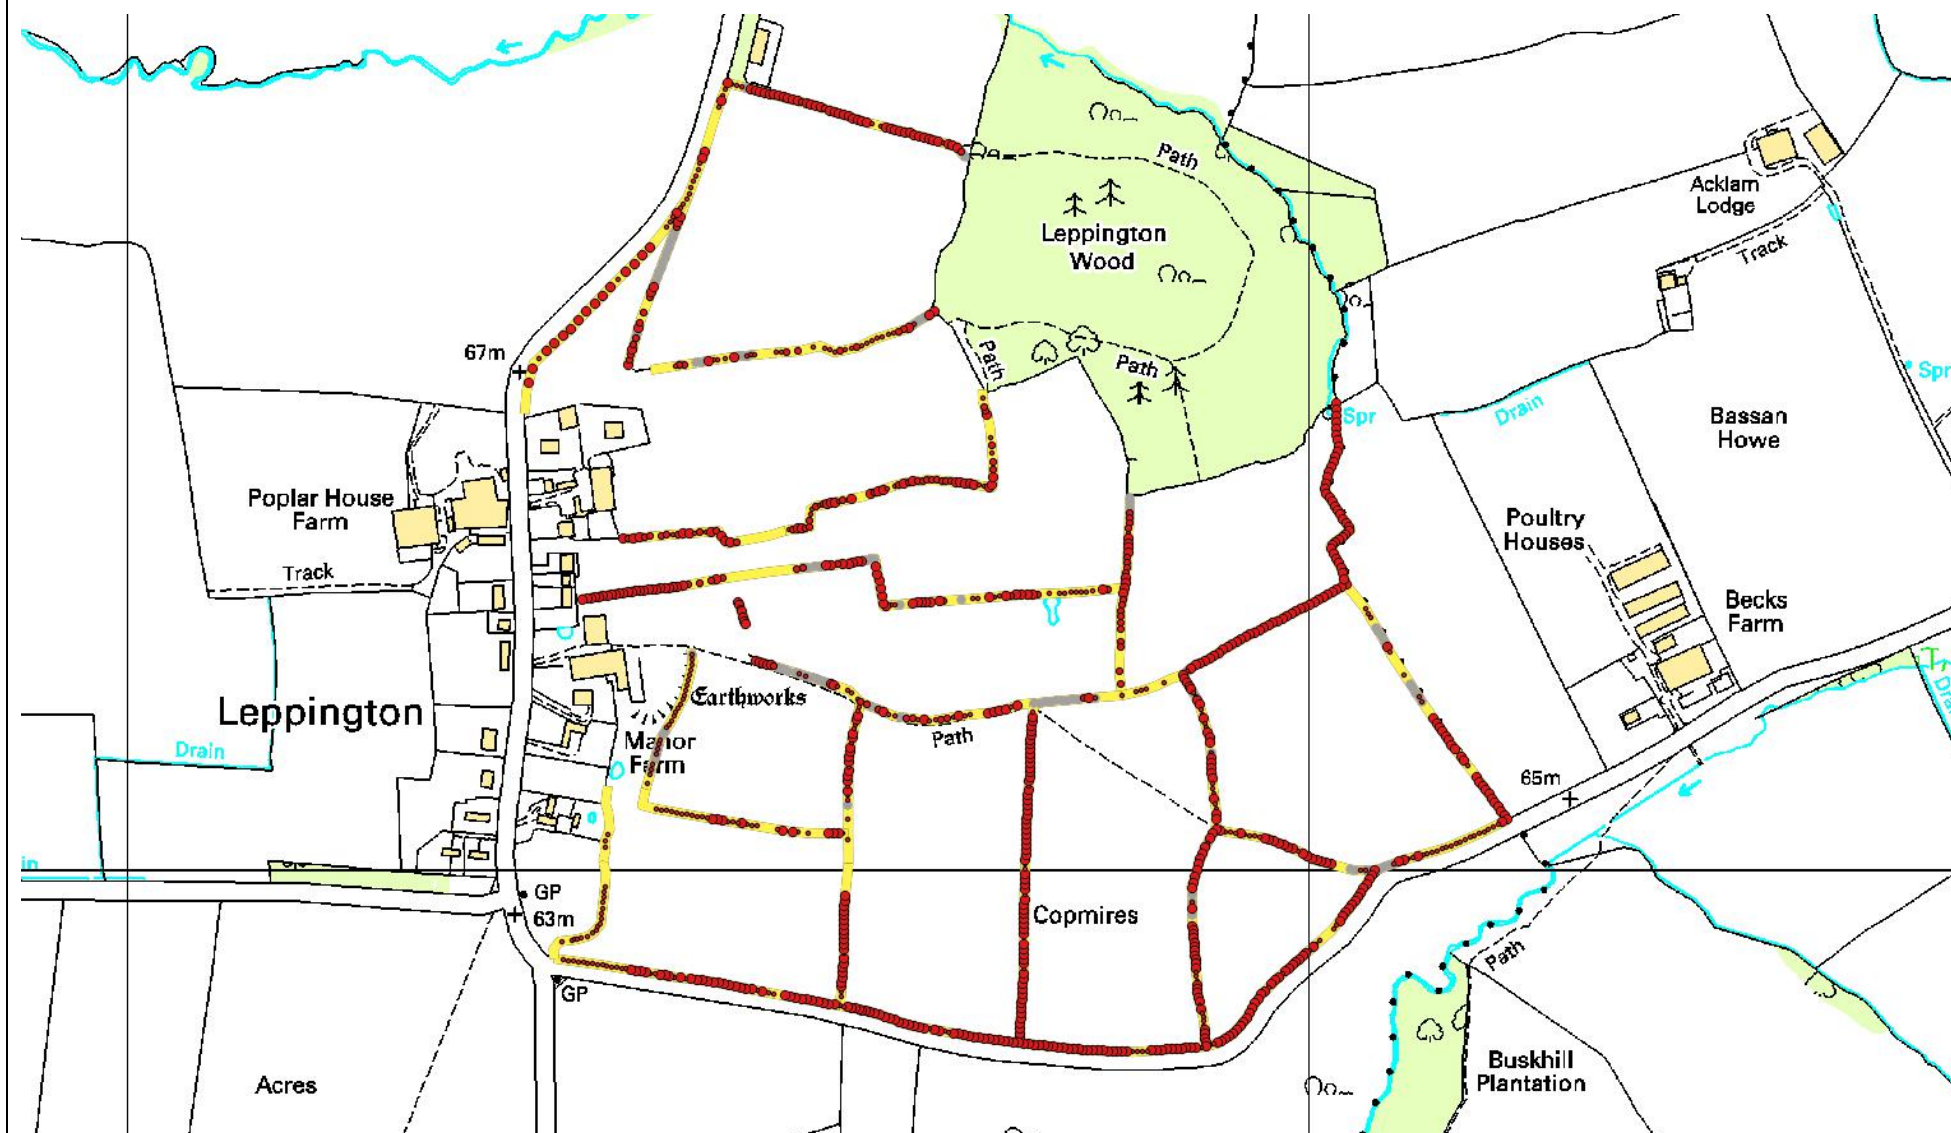 Path
Acklam
Lodge
Leppington
Wood
Track
67m
Path
Path
Spr
Spr
Drain
Bassan
Howe
Poplar House
Farm
Poultry
Houses
Track
Becks
Farm
Earthworks
Leppington
Manor
Farm
Path
Drain
65m
in
GP
63m
Copmires
Path
GP
Acres
Buskhill
Plantation